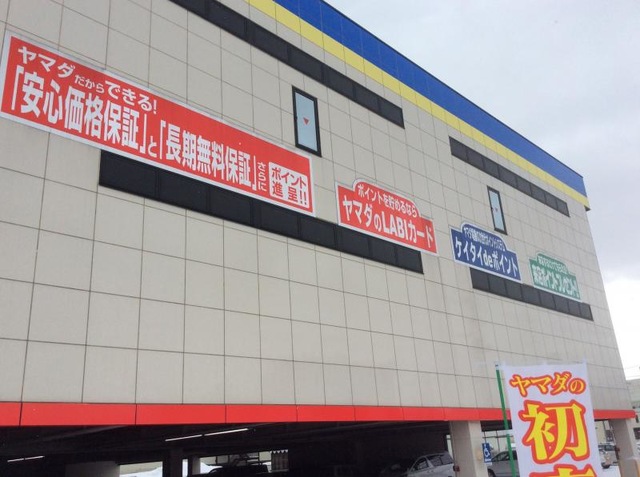 ヤマダだからできる!
「安心価格保証」と「長期無料保証」さらに
ポイント
進呈!!
ポイントを貯めるなら
ヤマダのLABIカード
ケイタイdeポイント
ヤマダの
初